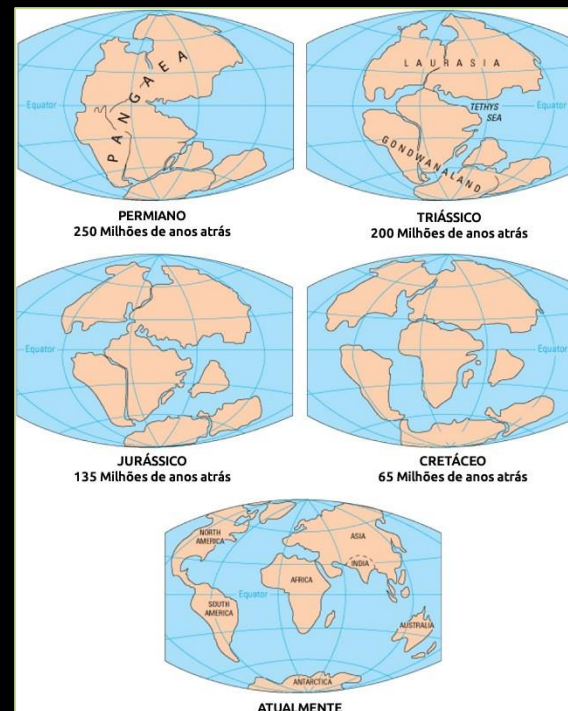 PANGAEA
Equator
PERMIANO
250 Milhões de anos atrás
LAURASIA
TETHYS
SEA
Equator
GONDWANALAND
TRIÁSSICO
200 Milhões de anos atrás
Equator
JURÁSSICO
135 Milhões de anos atrás
Equator
CRETÁCEO
65 Milhões de anos atrás
NORTH
AMERICA
ASIA
INDIA
AFRICA
Equator
SOUTH
AMERICA
AUSTRALIA
ANTARCTICA
ATUALMENTE